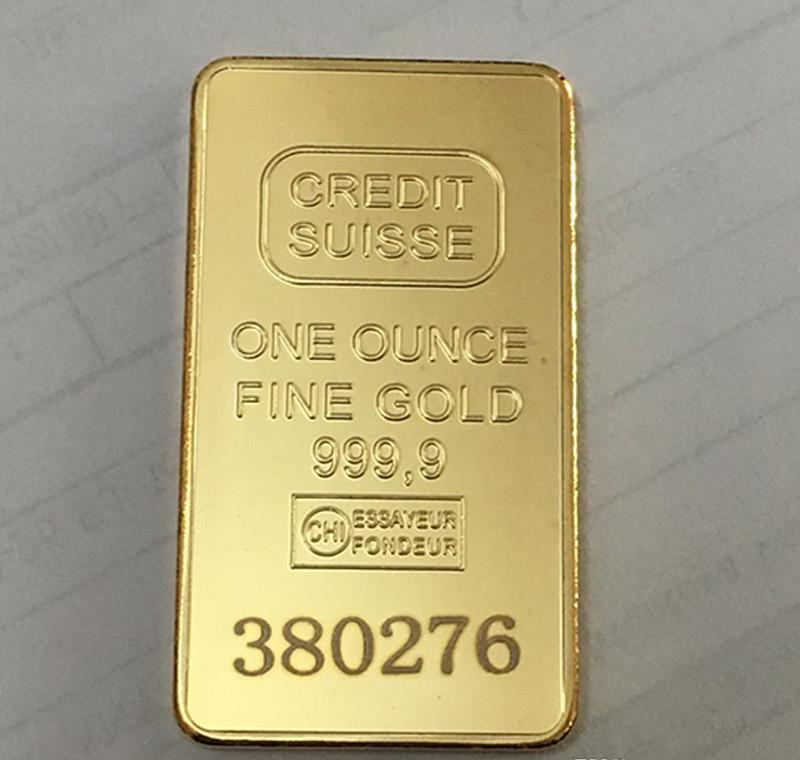 CREDIT
SUISSE
ONE OUNCE
FINE GOLD
999,9
CHI ESSAYEUR
FONDEUR
380276